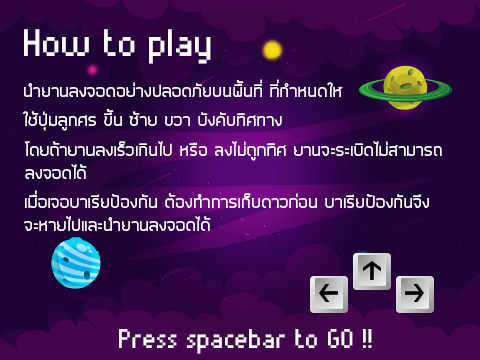 How to play
นำยานลงจอดอย่างปลอดภัยบนพื้นที่ ที่กำหนดให้
ใช้ปุ่มลูกศร ขึ้น ซ้าย ขวา บังคับทิศทาง
โดยถ้ายานลงเร็วเกินไป หรือ ลงไม่ถูกทิศ ยานจะระเบิดไม่สามารถ
ลงจอดได้
เมื่อเจอบาเรียป้องกัน ต้องทำการเก็บดาวก่อน บาเรียป้องกันจึง
จะหายไปและนำยานลงจอดได้
↑
← →
Press spacebar to GO !!